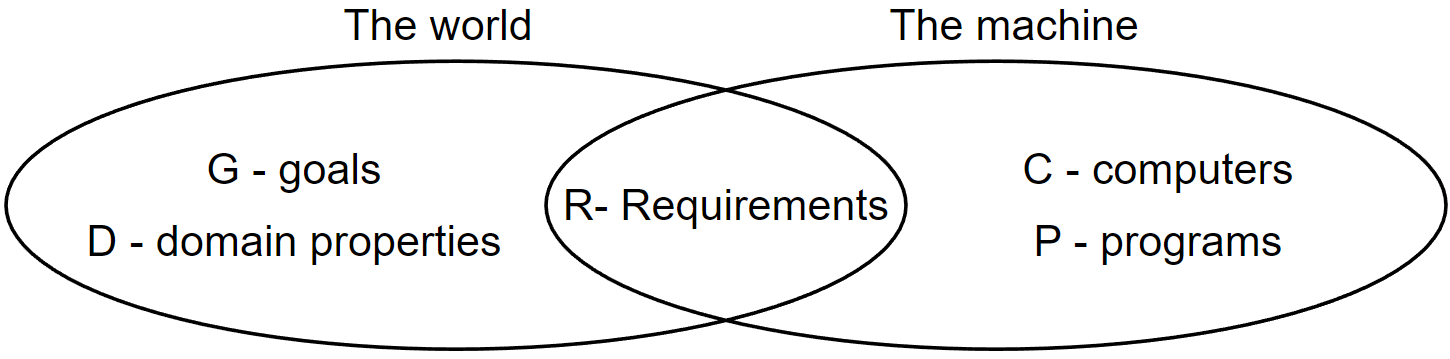 The world
The machine
G - goals
D - domain properties
R- Requirements
C - computers
P - programs